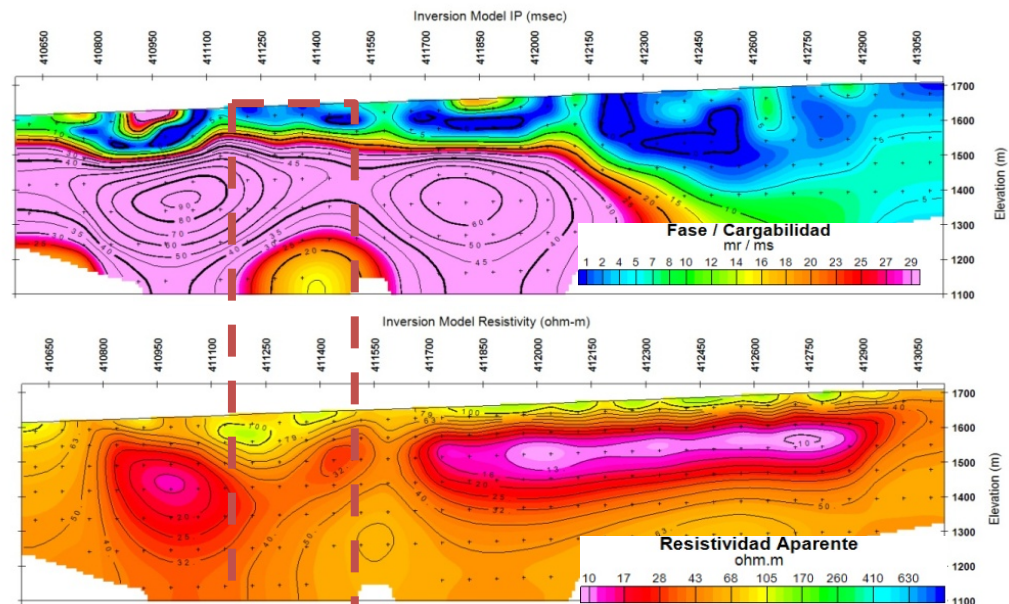 Inversion Model IP (msec)
410650 410800 410950 411100 411250 411400 411550 411700 411850 412000 412150 412300 412450 412600 412750 412900 413050
1700
1600
1500
1400
1300
1200
1100
Elevation (m)
Fase / Cargabilidad
mr / ms
1 2 4 5 7 8 10 12 14 16 18 20 23 25 27 29
Inversion Model Resistivity (ohm-m)
410650 410800 410950 411100 411250 411400 411550 411700 411850 412000 412150 412300 412450 412600 412750 412900 413050
1700
1600
1500
1400
1300
1200
1100
Elevation (m)
Resistividad Aparente
ohm.m
10 17 28 43 68 105 170 260 410 630